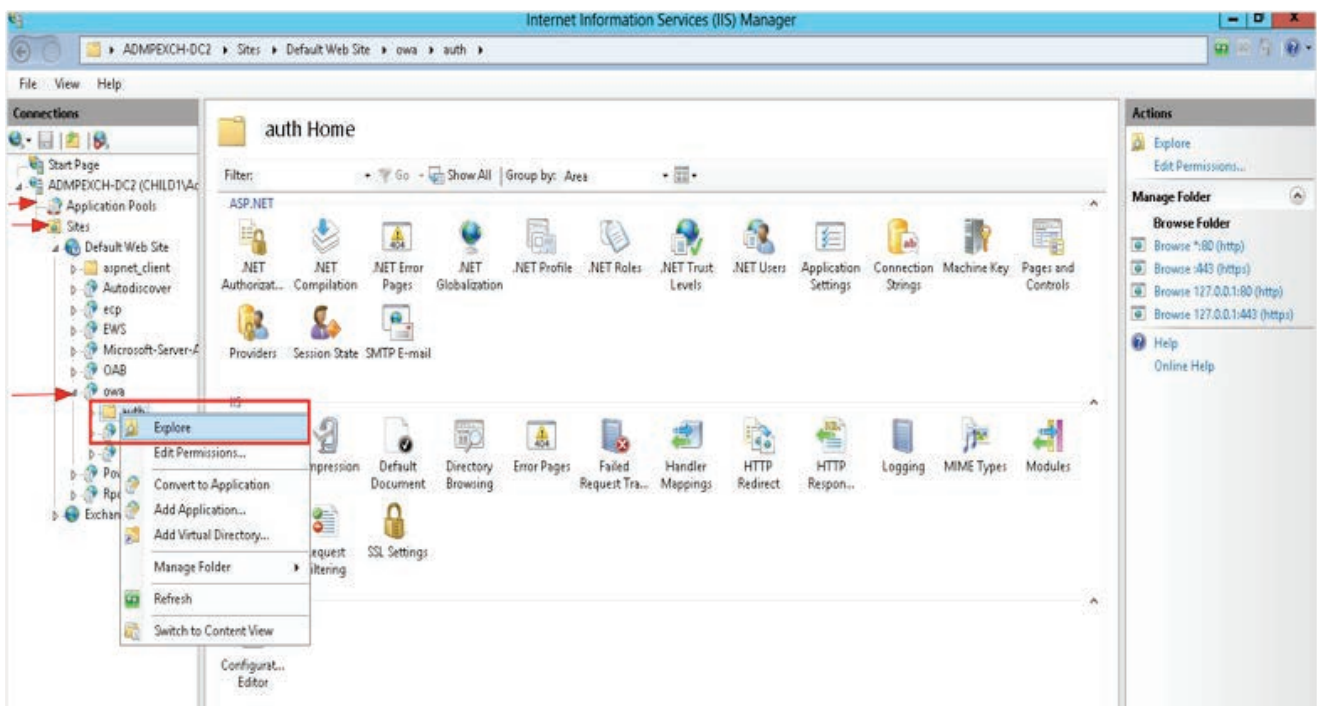 Internet Information Services (IIS) Manager
ADMPEXCH-DC2 ▸ Sites ▸ Default Web Site ▸ owa ▸ auth ▸
File View Help
Connections
Start Page
ADMPEXCH-DC2 (CHILD1\Ad
Application Pools
Sites
Default Web Site
aspnet_client
Autodiscover
ecp
EWS
Microsoft-Server-A
OAB
owa
auth
Pow
Rpc
Exchan
Explore
Edit Permissions...
Convert to Application
Add Application...
Add Virtual Directory...
Manage Folder
Refresh
Switch to Content View
auth Home
Filter: Go Show All Group by: Area
ASP.NET
.NET Authorizat...
.NET Compilation
.NET Error Pages
.NET Globalization
.NET Profile
.NET Roles
.NET Trust Levels
.NET Users
Application Settings
Connection Strings
Machine Key
Pages and Controls
Providers
Session State
SMTP E-mail
IIS
mpression
Default Document
Directory Browsing
Error Pages
Failed Request Tra...
Handler Mappings
HTTP Redirect
HTTP Respon...
Logging
MIME Types
Modules
equest
iltering
SSL Settings
Configurat...
Editor
Actions
Explore
Edit Permissions...
Manage Folder
Browse Folder
Browse *:80 (http)
Browse :443 (https)
Browse 127.0.0.1:80 (http)
Browse 127.0.0.1:443 (https)
Help
Online Help